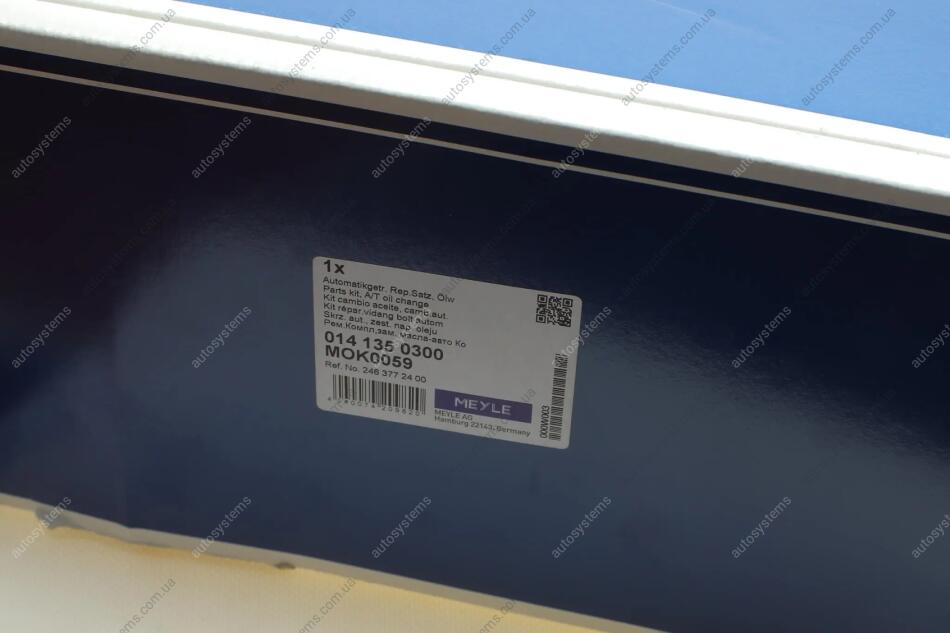 1x
Automatikgetr. Rep.Satz, Ölw
Parts kit, A/T oil change
Kit cambio aceite, camb.aut.
Kit répar.vidang boît.autom
Skrz. aut., zest. nap. oleju
Рем.Компл,зам. масла-авто Ко
014 135 0300
MOK0059
Ref. No. 246 377 24 00
MEYLE
MEYLE AG
Hamburg 22143, Germany
000W003
autosystems.com.ua